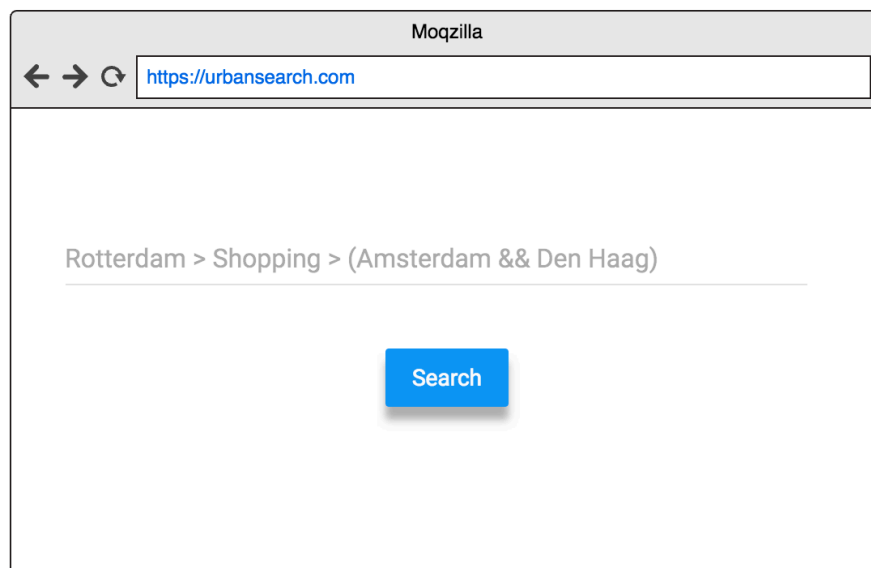 Moqzilla
https://urbansearch.com
Rotterdam > Shopping > (Amsterdam && Den Haag)
Search